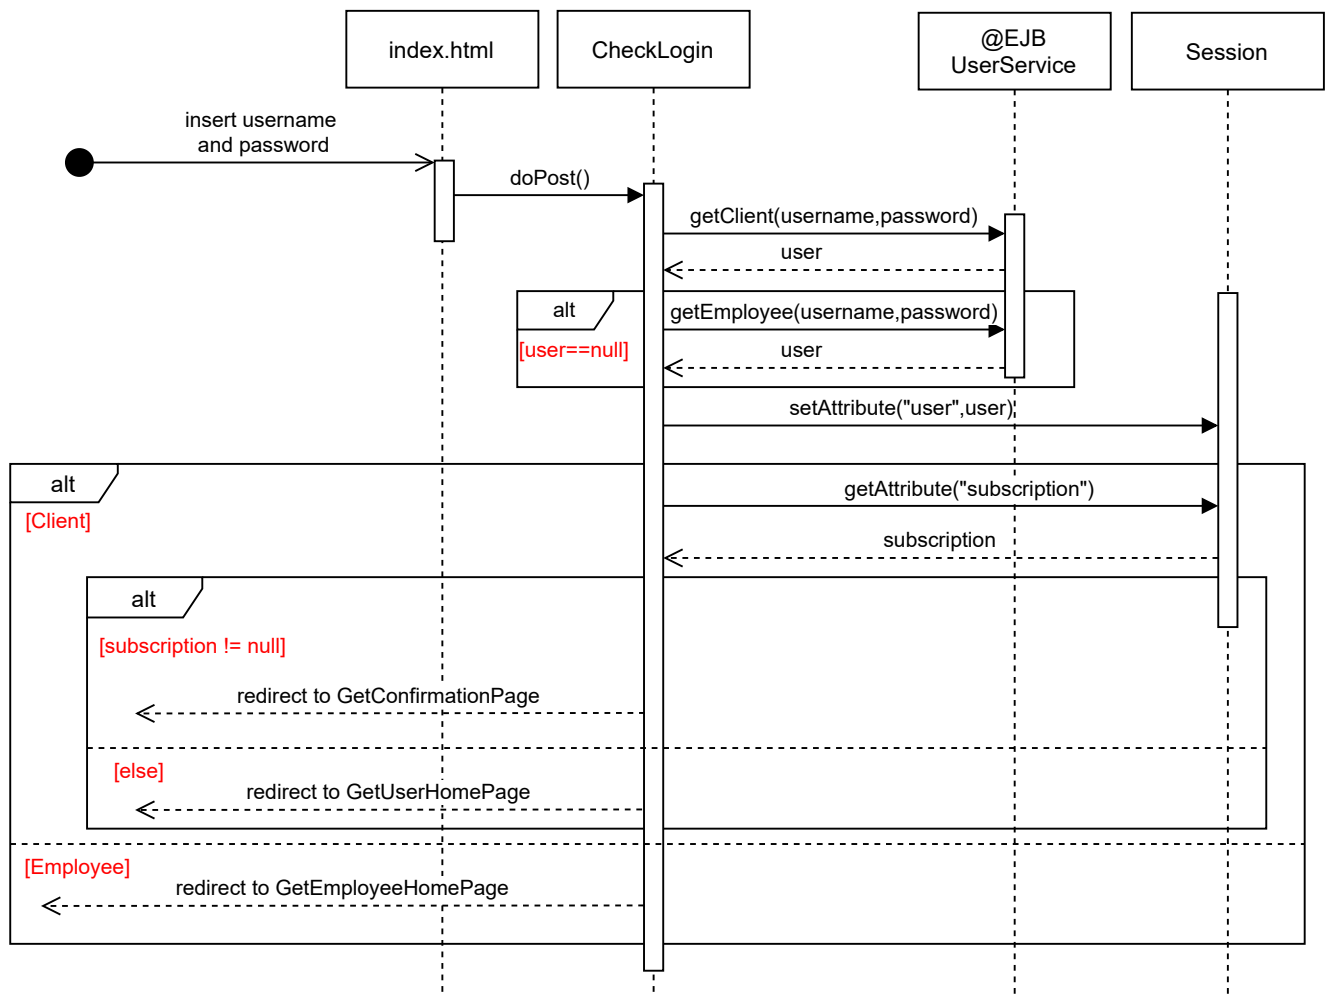 index.html
CheckLogin
@EJB
UserService
Session
insert username
and password
doPost()
getClient(username,password)
user
alt
getEmployee(username,password)
[user==null]
user
setAttribute("user",user)
alt
getAttribute("subscription")
[Client]
subscription
alt
[subscription != null]
redirect to GetConfirmationPage
[else]
redirect to GetUserHomePage
[Employee]
redirect to GetEmployeeHomePage